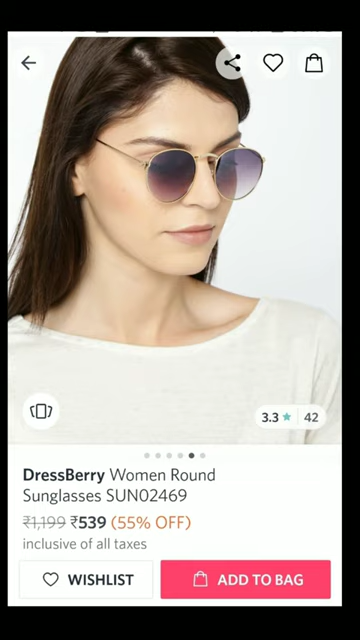 3.3 ★ | 42
DressBerry Women Round
Sunglasses SUN02469
₹1,199 ₹539 (55% OFF)
inclusive of all taxes
WISHLIST
ADD TO BAG